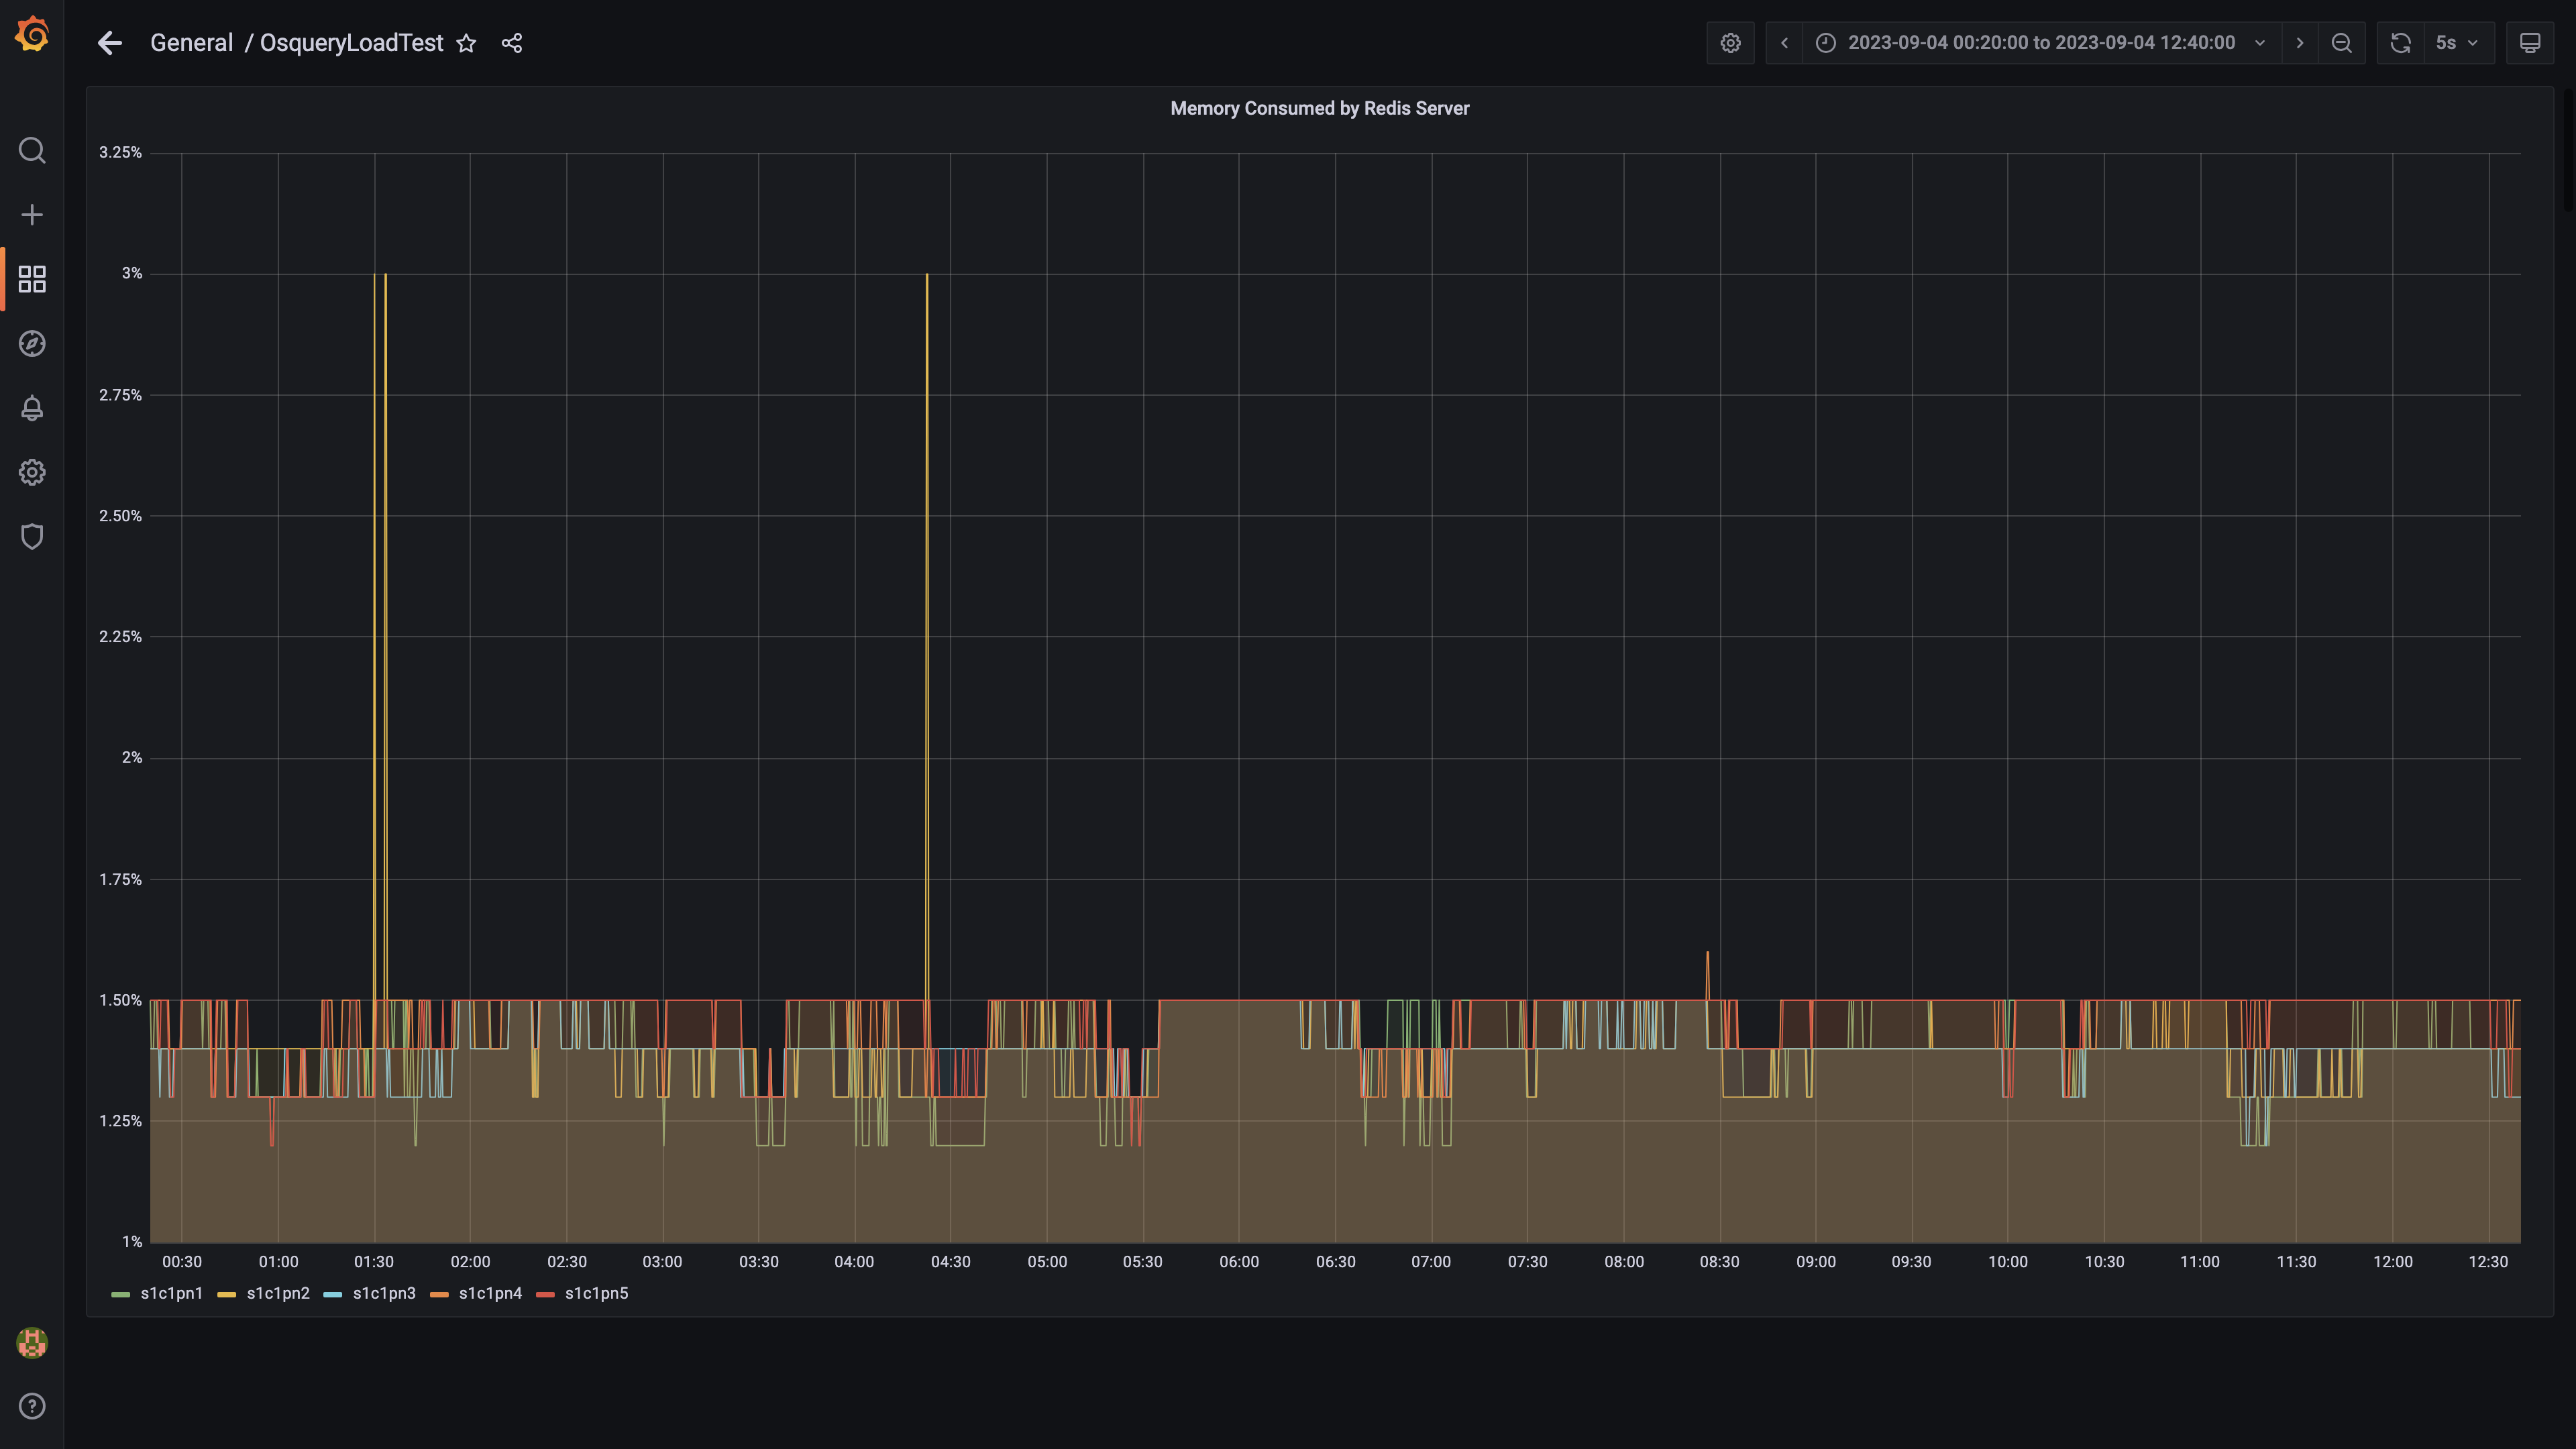 General / OsqueryLoadTest
2023-09-04 00:20:00 to 2023-09-04 12:40:00
5s
Memory Consumed by Redis Server
3.25%
3%
2.75%
2.50%
2.25%
2%
1.75%
1.50%
1.25%
1%
00:30 01:00 01:30 02:00 02:30 03:00 03:30 04:00 04:30 05:00 05:30 06:00 06:30 07:00 07:30 08:00 08:30 09:00 09:30 10:00 10:30 11:00 11:30 12:00 12:30
s1c1pn1 s1c1pn2 s1c1pn3 s1c1pn4 s1c1pn5